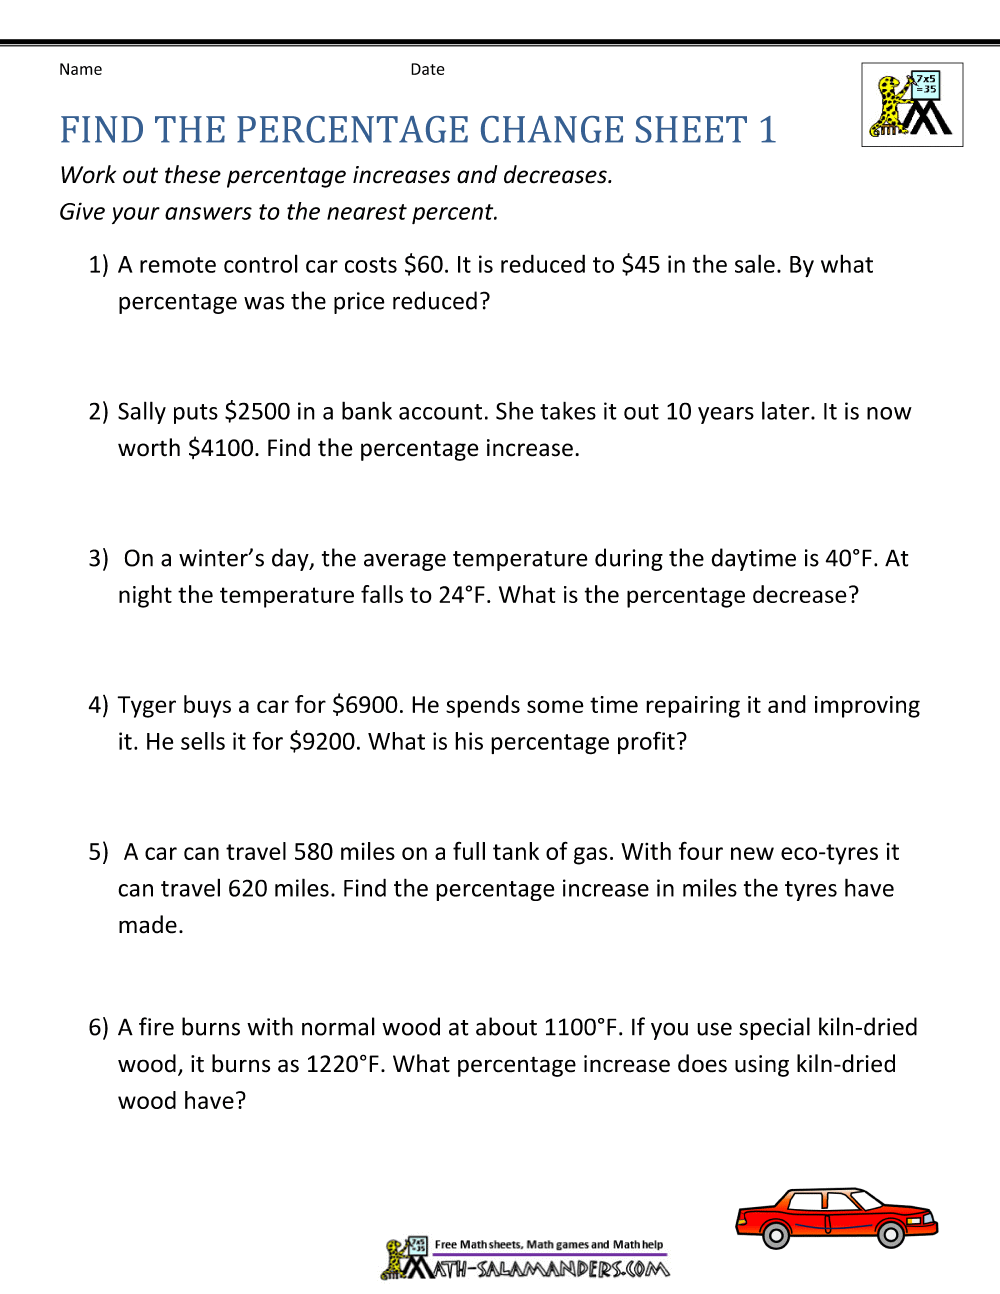 Name Date
7x5
=35
FIND THE PERCENTAGE CHANGE SHEET 1
Work out these percentage increases and decreases.
Give your answers to the nearest percent.
1) A remote control car costs $60. It is reduced to $45 in the sale. By what
percentage was the price reduced?
2) Sally puts $2500 in a bank account. She takes it out 10 years later. It is now
worth $4100. Find the percentage increase.
3) On a winter’s day, the average temperature during the daytime is 40°F. At
night the temperature falls to 24°F. What is the percentage decrease?
4) Tyger buys a car for $6900. He spends some time repairing it and improving
it. He sells it for $9200. What is his percentage profit?
5) A car can travel 580 miles on a full tank of gas. With four new eco-tyres it
can travel 620 miles. Find the percentage increase in miles the tyres have
made.
6) A fire burns with normal wood at about 1100°F. If you use special kiln-dried
wood, it burns as 1220°F. What percentage increase does using kiln-dried
wood have?
7x5
=35
Free Math sheets, Math games and Math help
MATH-SALAMANDERS.COM